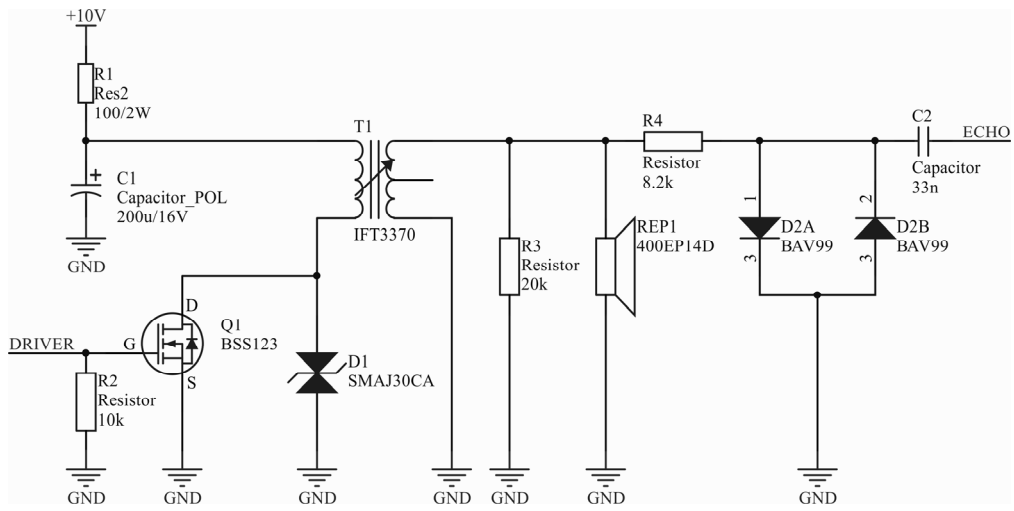 +10V
R1
Res2
100/2W
C1
Capacitor_POL
200u/16V
GND
T1
IFT3370
R4
Resistor
8.2k
C2
ECHO
Capacitor
33n
1
D2A
BAV99
3
2
D2B
BAV99
3
R3
Resistor
20k
REP1
400EP14D
DRIVER
G
D
S
Q1
BSS123
D1
SMAJ30CA
R2
Resistor
10k
GND
GND
GND
GND
GND
GND
GND